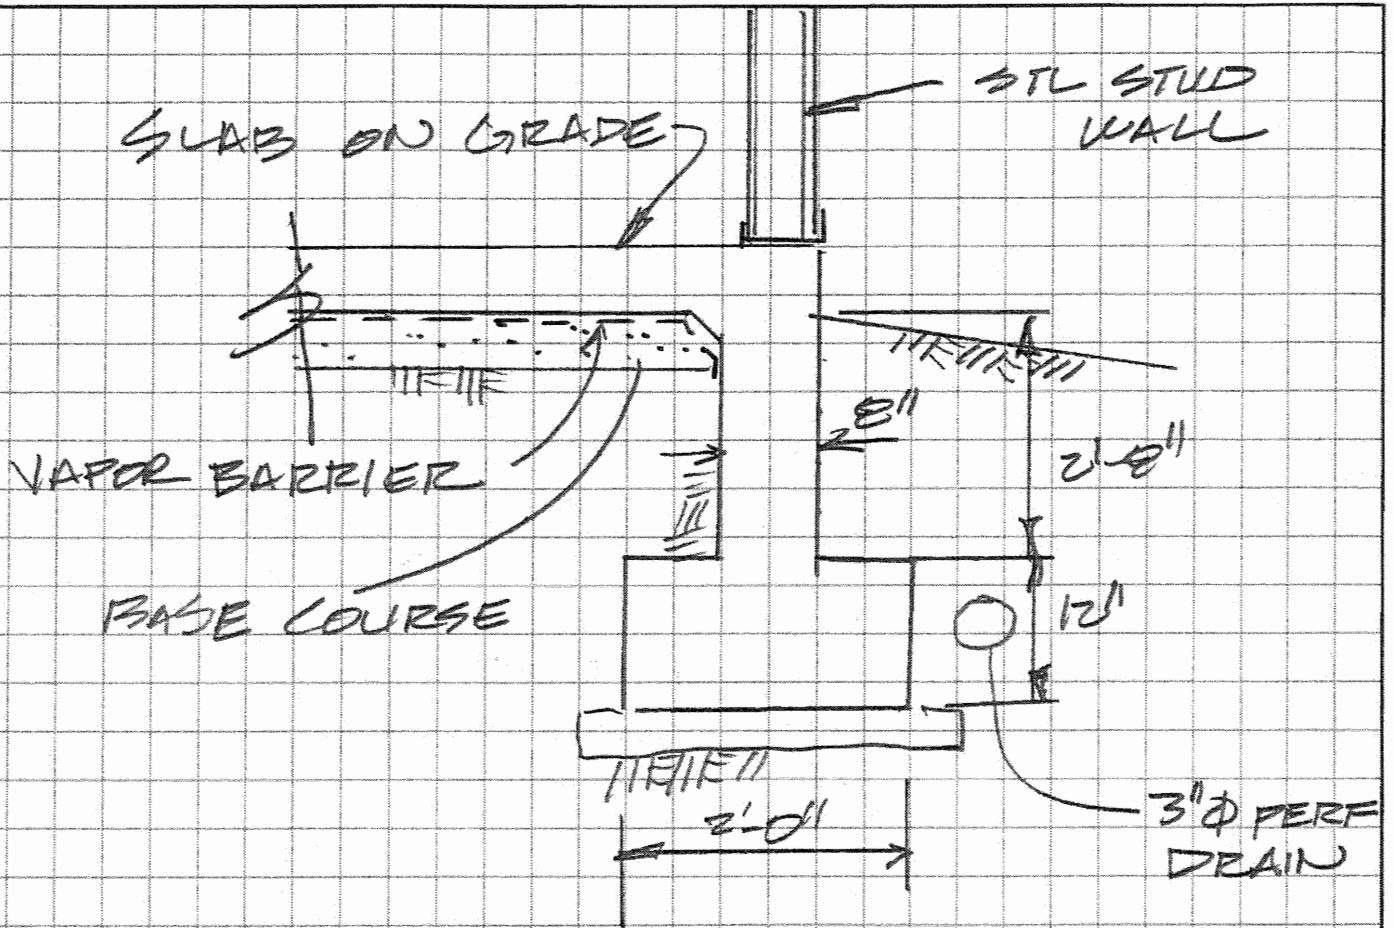 STL STUD
WALL
SLAB ON GRADE
8"
2'-8"
VAPOR BARRIER
BASE COURSE
12"
2'-0"
3"Φ PERF
DRAIN